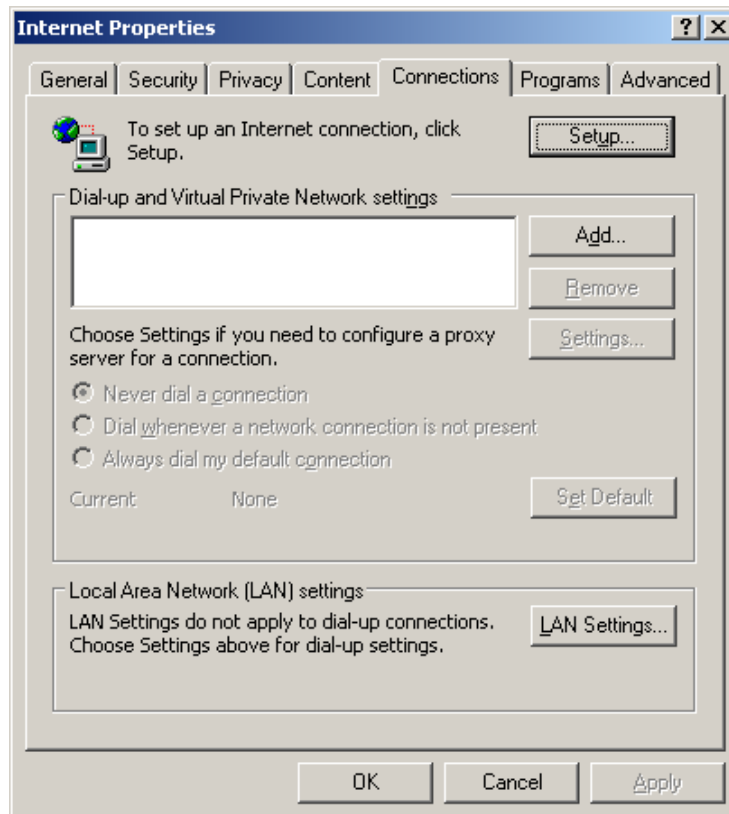 Internet Properties
General Security Privacy Content Connections Programs Advanced
To set up an Internet connection, click
Setup.
Setup...
Dial-up and Virtual Private Network settings
Add...
Remove
Choose Settings if you need to configure a proxy
server for a connection.
Settings...
Never dial a connection
Dial whenever a network connection is not present
Always dial my default connection
Current None
Set Default
Local Area Network (LAN) settings
LAN Settings do not apply to dial-up connections.
Choose Settings above for dial-up settings.
LAN Settings...
OK Cancel Apply